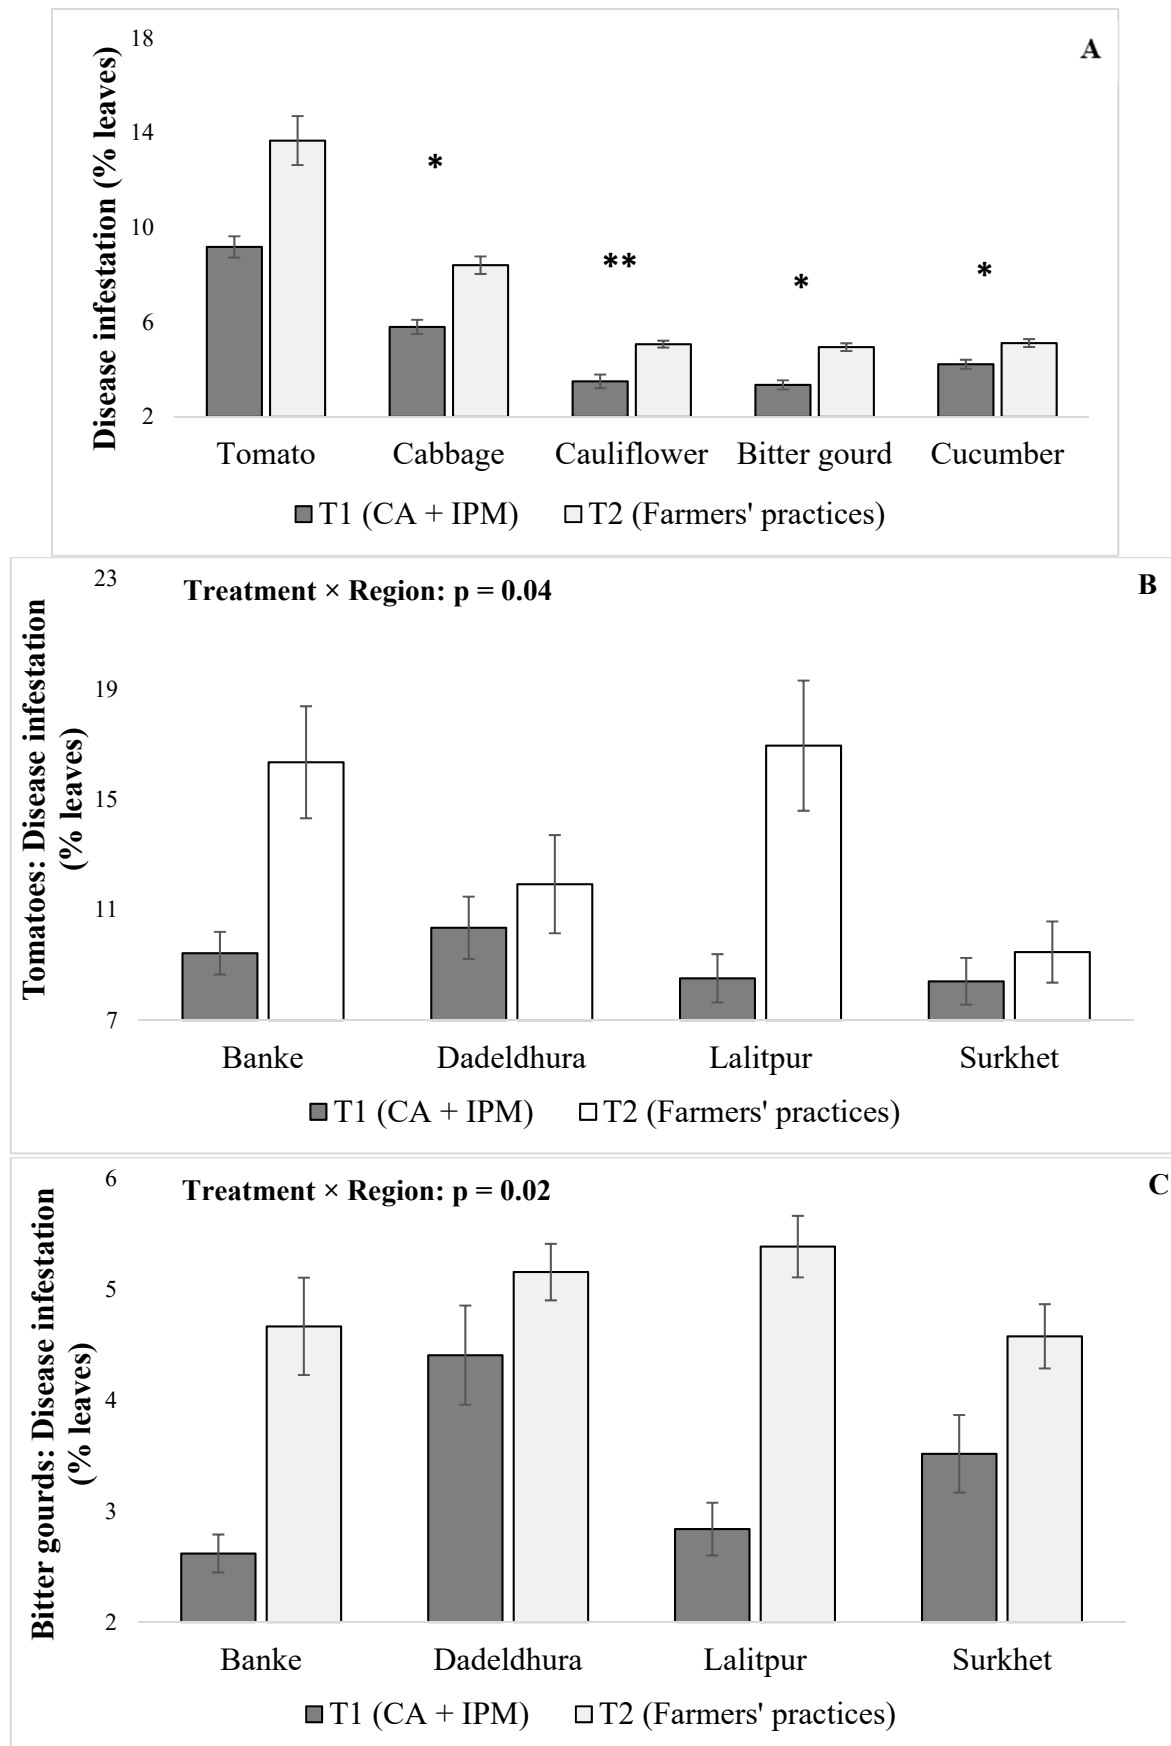 A
Disease infestation (% leaves)
18
14
10
6
2
*
**
*
*
Tomato Cabbage Cauliflower Bitter gourd Cucumber
T1 (CA + IPM) T2 (Farmers' practices)
B
Treatment × Region: p = 0.04
Tomatoes: Disease infestation
(% leaves)
23
19
15
11
7
Banke Dadeldhura Lalitpur Surkhet
T1 (CA + IPM) T2 (Farmers' practices)
C
Treatment × Region: p = 0.02
Bitter gourds: Disease infestation
(% leaves)
6
5
4
3
2
Banke Dadeldhura Lalitpur Surkhet
T1 (CA + IPM) T2 (Farmers' practices)